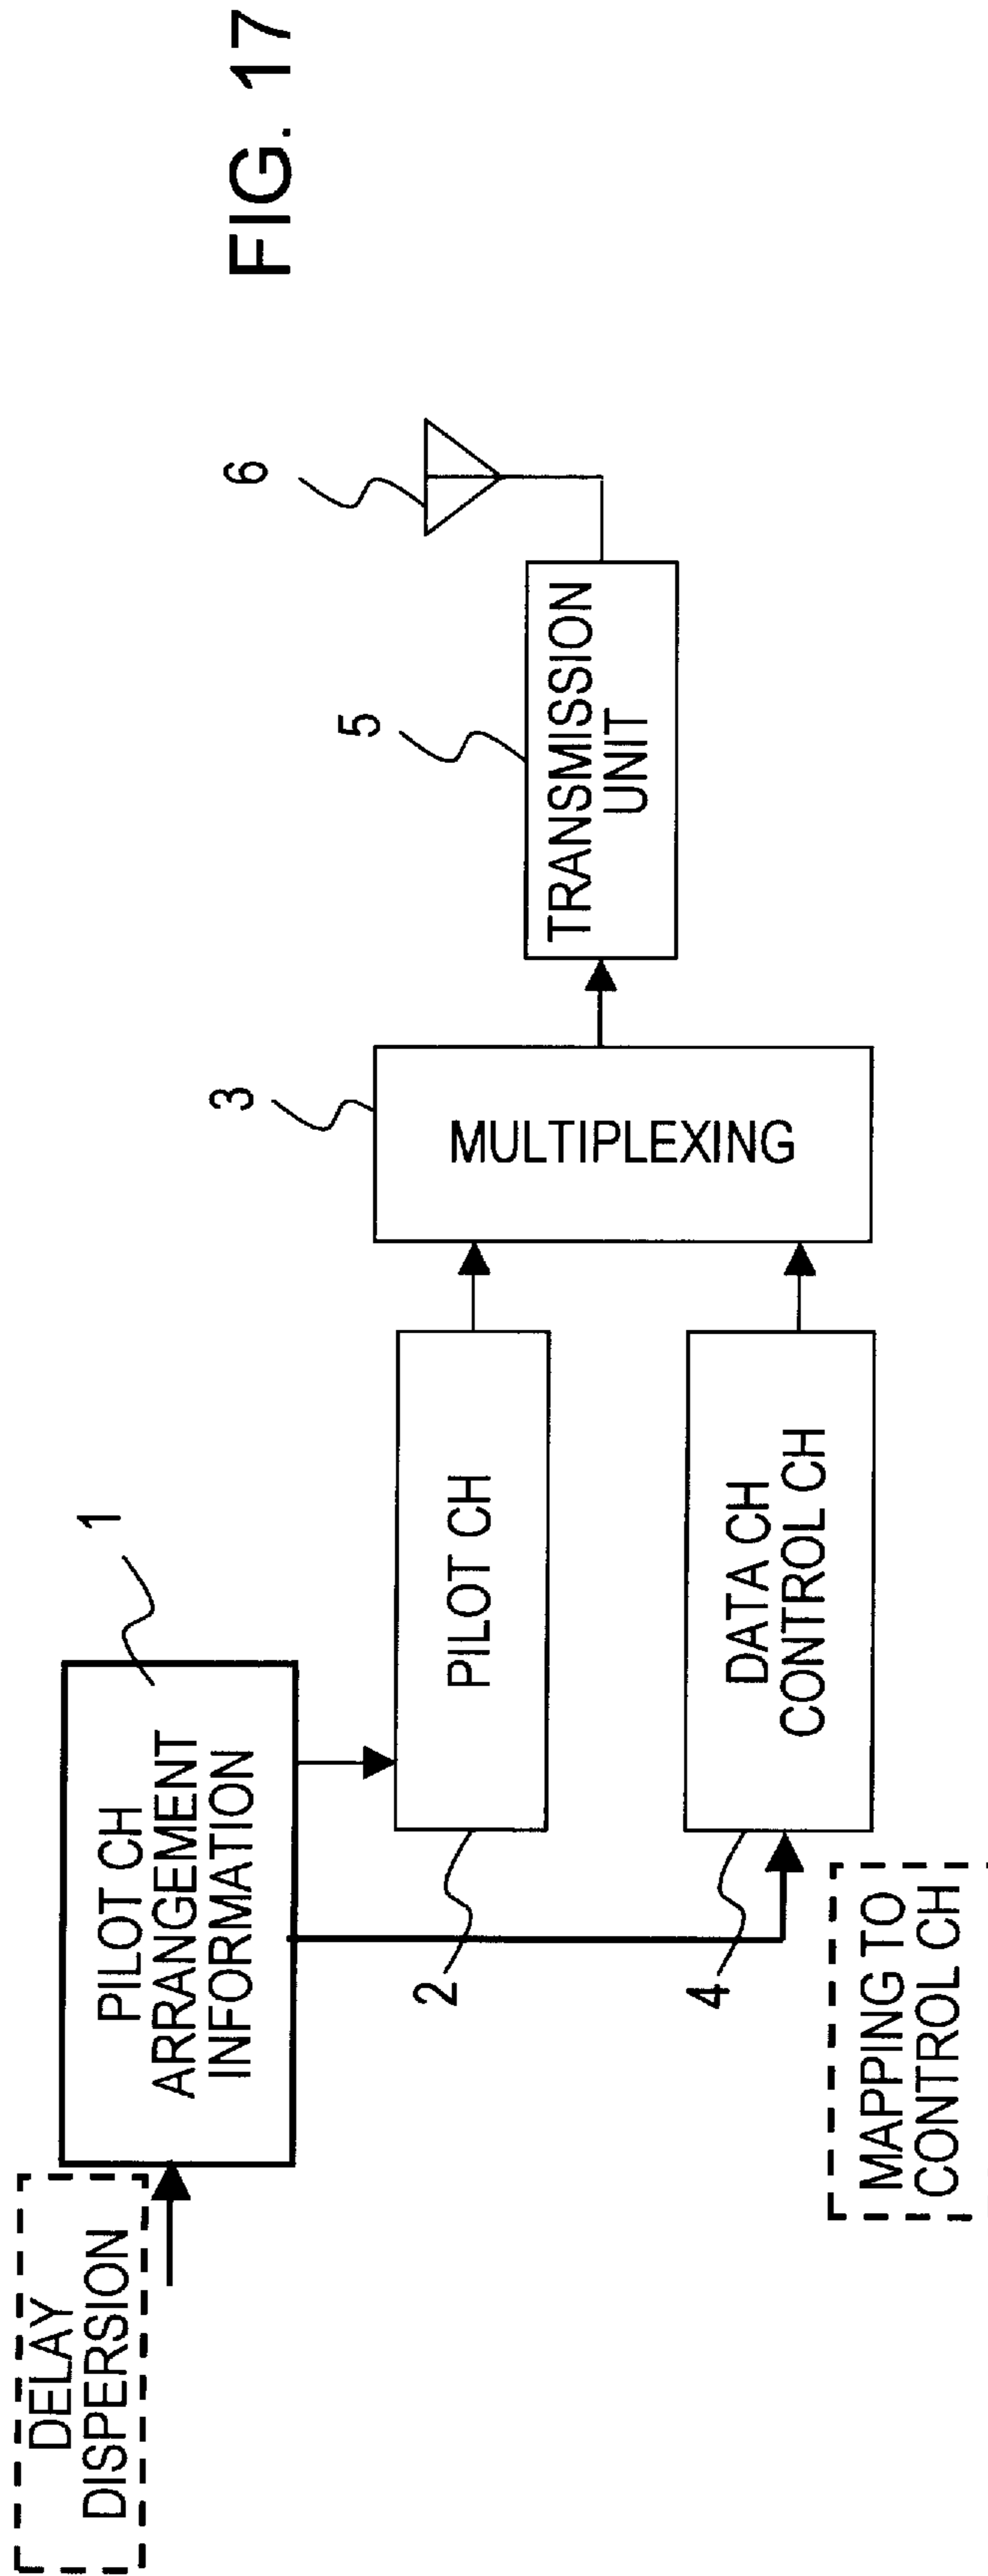 FIG. 17
DELAY
DISPERSION
PILOT CH
ARRANGEMENT
INFORMATION
1
PILOT CH
2
DATA CH
CONTROL CH
4
MAPPING TO
CONTROL CH
MULTIPLEXING
3
TRANSMISSION
UNIT
5
6